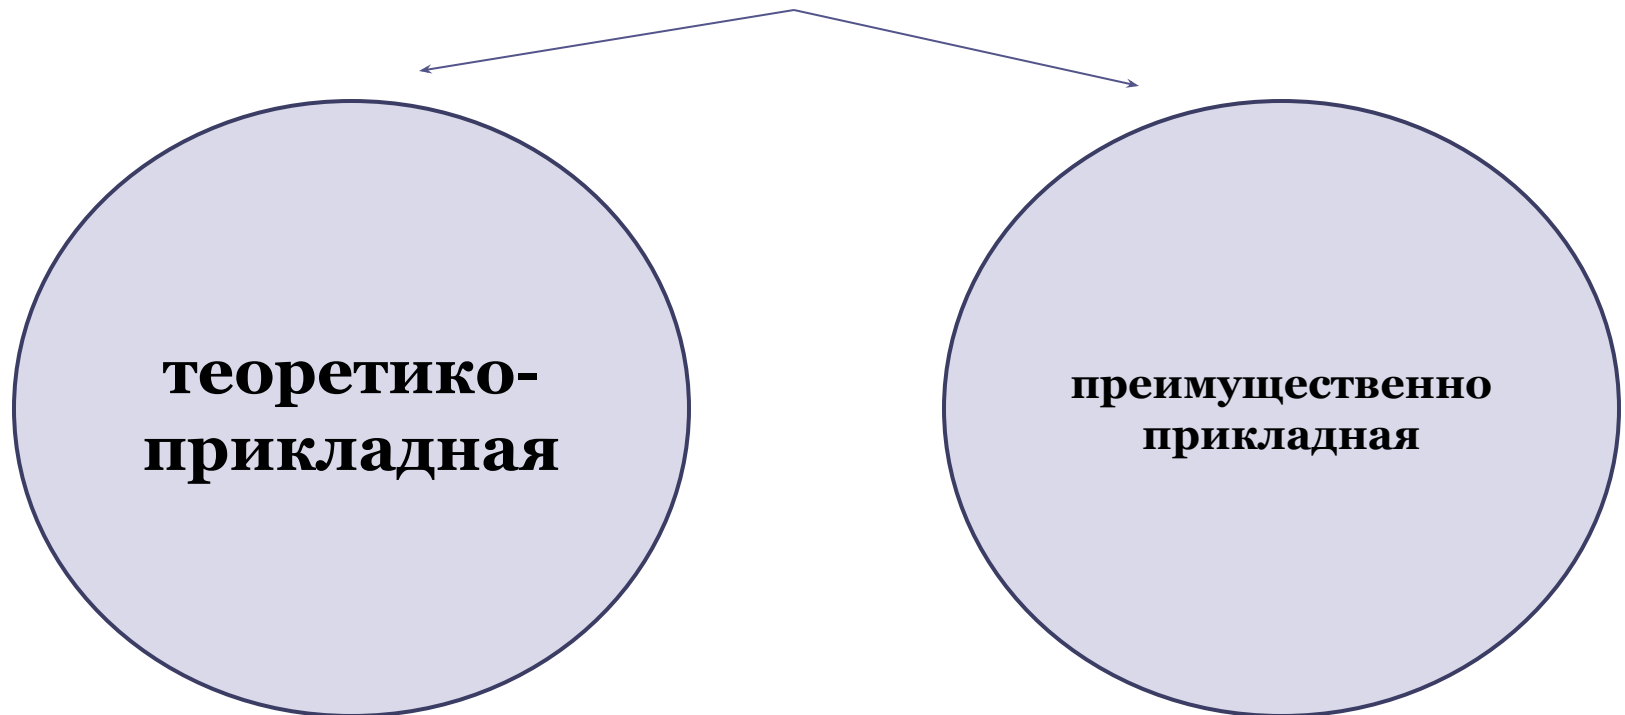 теоретико-
прикладная
преимущественно
прикладная